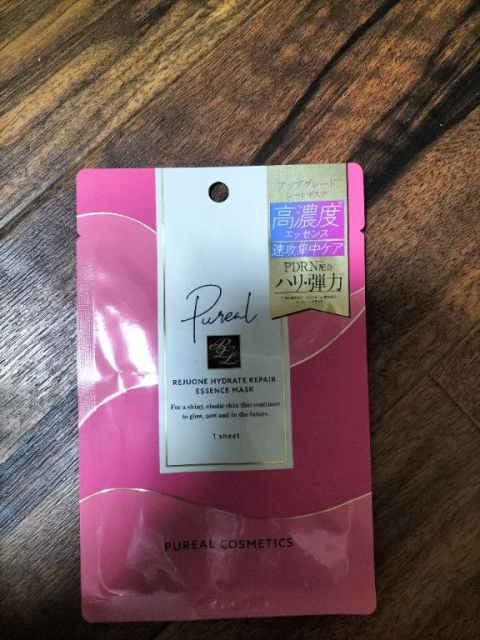 アップグレード
シートマスク
高濃度
エッセンス
速攻集中ケア
PDRN配合
ハリ・弾力
Pureal
REJUONE HYDRATE REPAIR
ESSENCE MASK
For a shiny, elastic skin that continues
to glow, now and in the future.
1 sheet
PUREAL COSMETICS